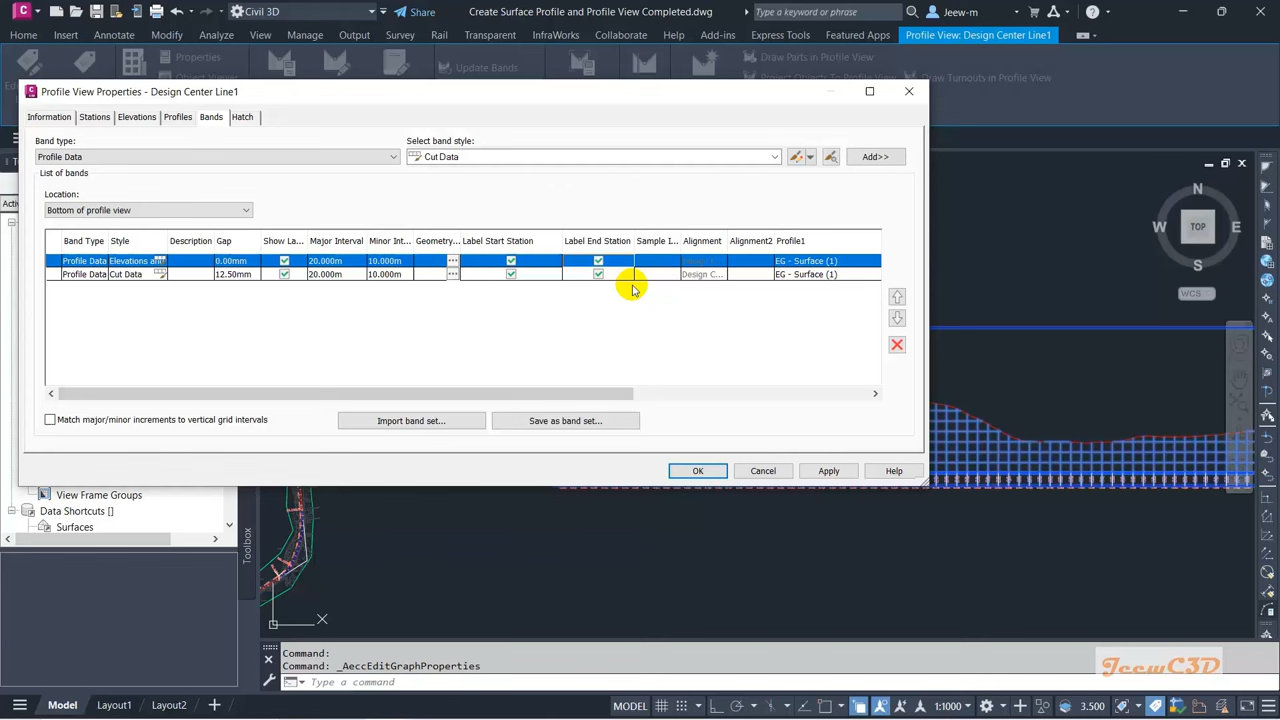 Civil 3D Share Create Surface Profile and Profile View Completed.dwg Type a keyword or phrase Jeew-m
Home Insert Annotate Modify Analyze View Manage Output Survey Rail Transparent InfraWorks Collaborate Help Add-ins Express Tools Featured Apps Profile View: Design Center Line1
Properties Update Bands Draw Parts in Profile View
Project Objects To Profile View Draw Turnouts in Profile View
Profile View Properties - Design Center Line1
Information Stations Elevations Profiles Bands Hatch
Band type: Select band style:
Profile Data Cut Data Add>>
List of bands
Location:
Bottom of profile view
Band Type Style Description Gap Show La... Major Interval Minor Int... Geometry... Label Start Station Label End Station Sample I... Alignment Alignment2 Profile1
Profile Data Elevations a 0.00mm 20.000m 10.000m EG - Surface (1)
Profile Data Cut Data 12.50mm 20.000m 10.000m Design C... EG - Surface (1)
Match major/minor increments to vertical grid intervals Import band set... Save as band set...
OK Cancel Apply Help
N
W TOP E
S
WCS
View Frame Groups
Data Shortcuts []
Surfaces
Toolbox
X
Command:
Command: _AeccEditGraphProperties
Type a command
JeewC3D
Model Layout1 Layout2 + MODEL 1:1000 3.500